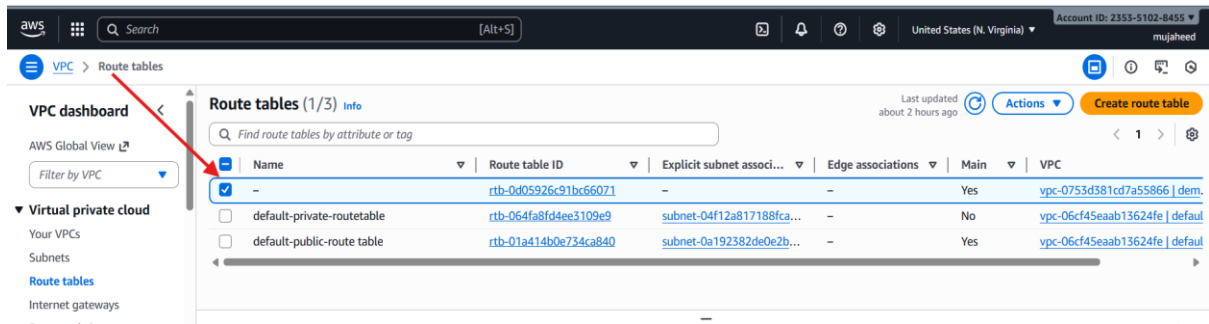 aws Search [Alt+S] United States (N. Virginia) Account ID: 2353-5102-8455
mujaheed
VPC > Route tables
VPC dashboard
AWS Global View
Filter by VPC
Virtual private cloud
Your VPCs
Subnets
Route tables
Internet gateways
Route tables (1/3) Info
Last updated
about 2 hours ago
Actions
Create route table
Find route tables by attribute or tag
1
Name Route table ID Explicit subnet associ... Edge associations Main VPC
– rtb-0d05926c91bc66071 – – Yes vpc-0753d381cd7a55866 | dem.
default-private-routetable rtb-064fa8fd4ee3109e9 subnet-04f12a817188fca... – No vpc-06cf45eaab13624fe | defaul
default-public-route table rtb-01a414b0e734ca840 subnet-0a192382de0e2b... – Yes vpc-06cf45eaab13624fe | defaul